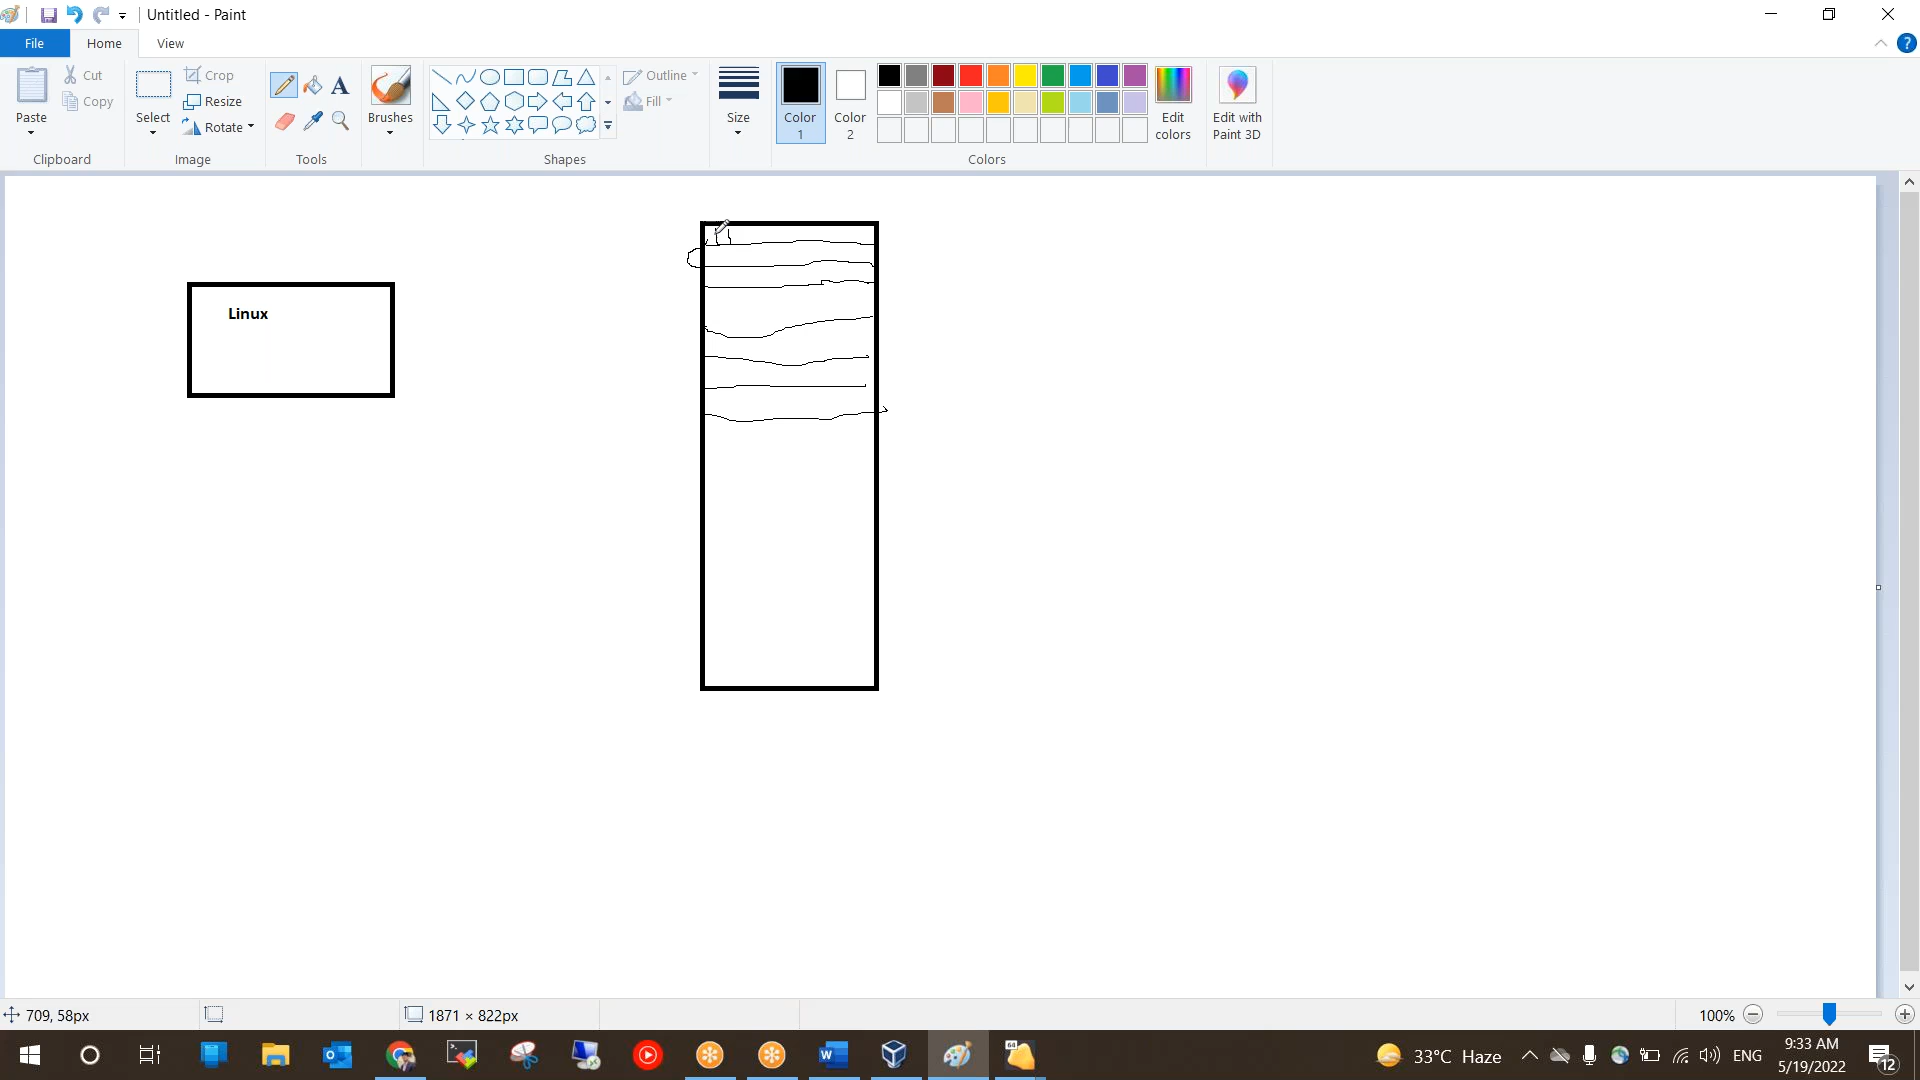 Untitled - Paint
File
Home
View
Paste
Cut
Copy
Clipboard
Select
Crop
Resize
Rotate
Image
Tools
Brushes
Shapes
Outline
Fill
Size
Color
1
Color
2
Edit
colors
Colors
Edit with
Paint 3D
Linux
709, 58px
1871 × 822px
100%
33°C Haze
ENG
9:33 AM
5/19/2022
12
64